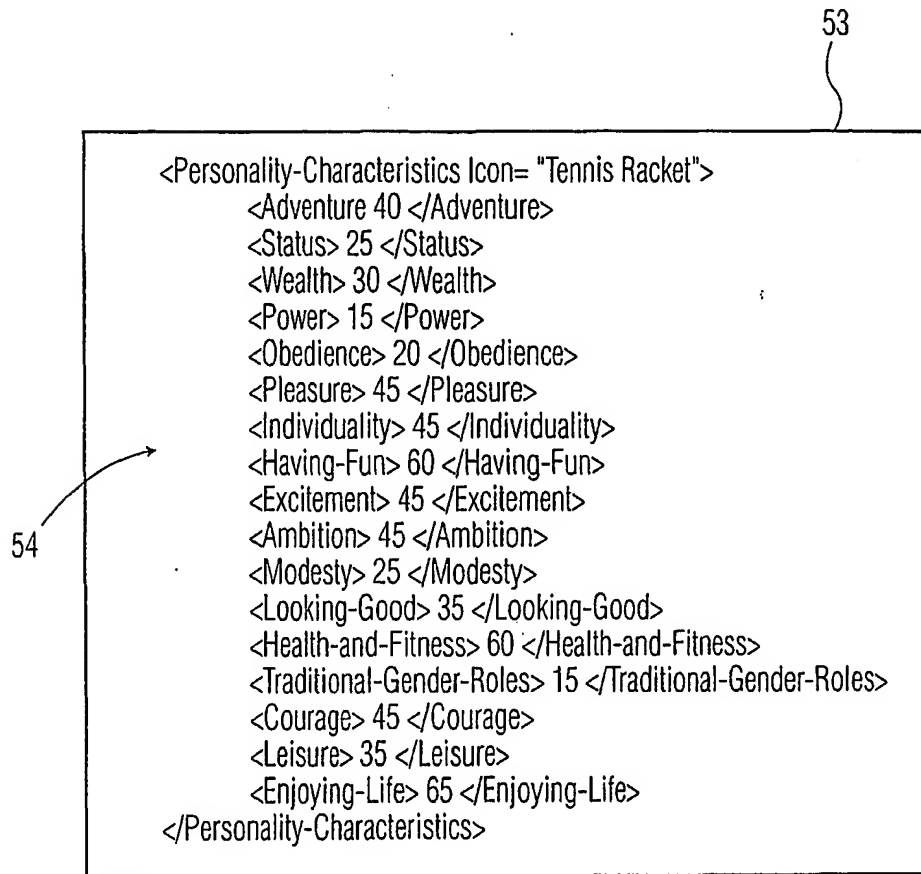 53
<Personality-Characteristics Icon= "Tennis Racket">
<Adventure 40 </Adventure>
<Status> 25 </Status>
<Wealth> 30 </Wealth>
<Power> 15 </Power>
<Obedience> 20 </Obedience>
<Pleasure> 45 </Pleasure>
<Individuality> 45 </Individuality>
<Having-Fun> 60 </Having-Fun>
<Excitement> 45 </Excitement>
<Ambition> 45 </Ambition>
<Modesty> 25 </Modesty>
<Looking-Good> 35 </Looking-Good>
<Health-and-Fitness> 60 </Health-and-Fitness>
<Traditional-Gender-Roles> 15 </Traditional-Gender-Roles>
<Courage> 45 </Courage>
<Leisure> 35 </Leisure>
<Enjoying-Life> 65 </Enjoying-Life>
</Personality-Characteristics>
54